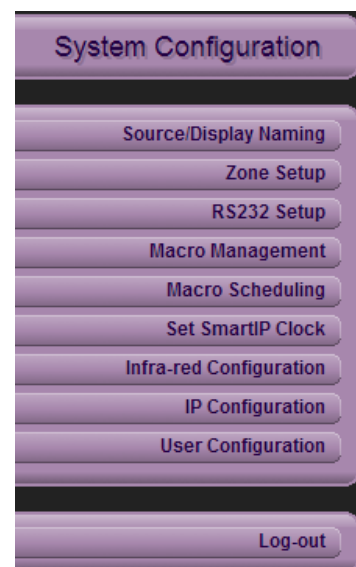 System Configuration
Source/Display Naming
Zone Setup
RS232 Setup
Macro Management
Macro Scheduling
Set SmartIP Clock
Infra-red Configuration
IP Configuration
User Configuration
Log-out